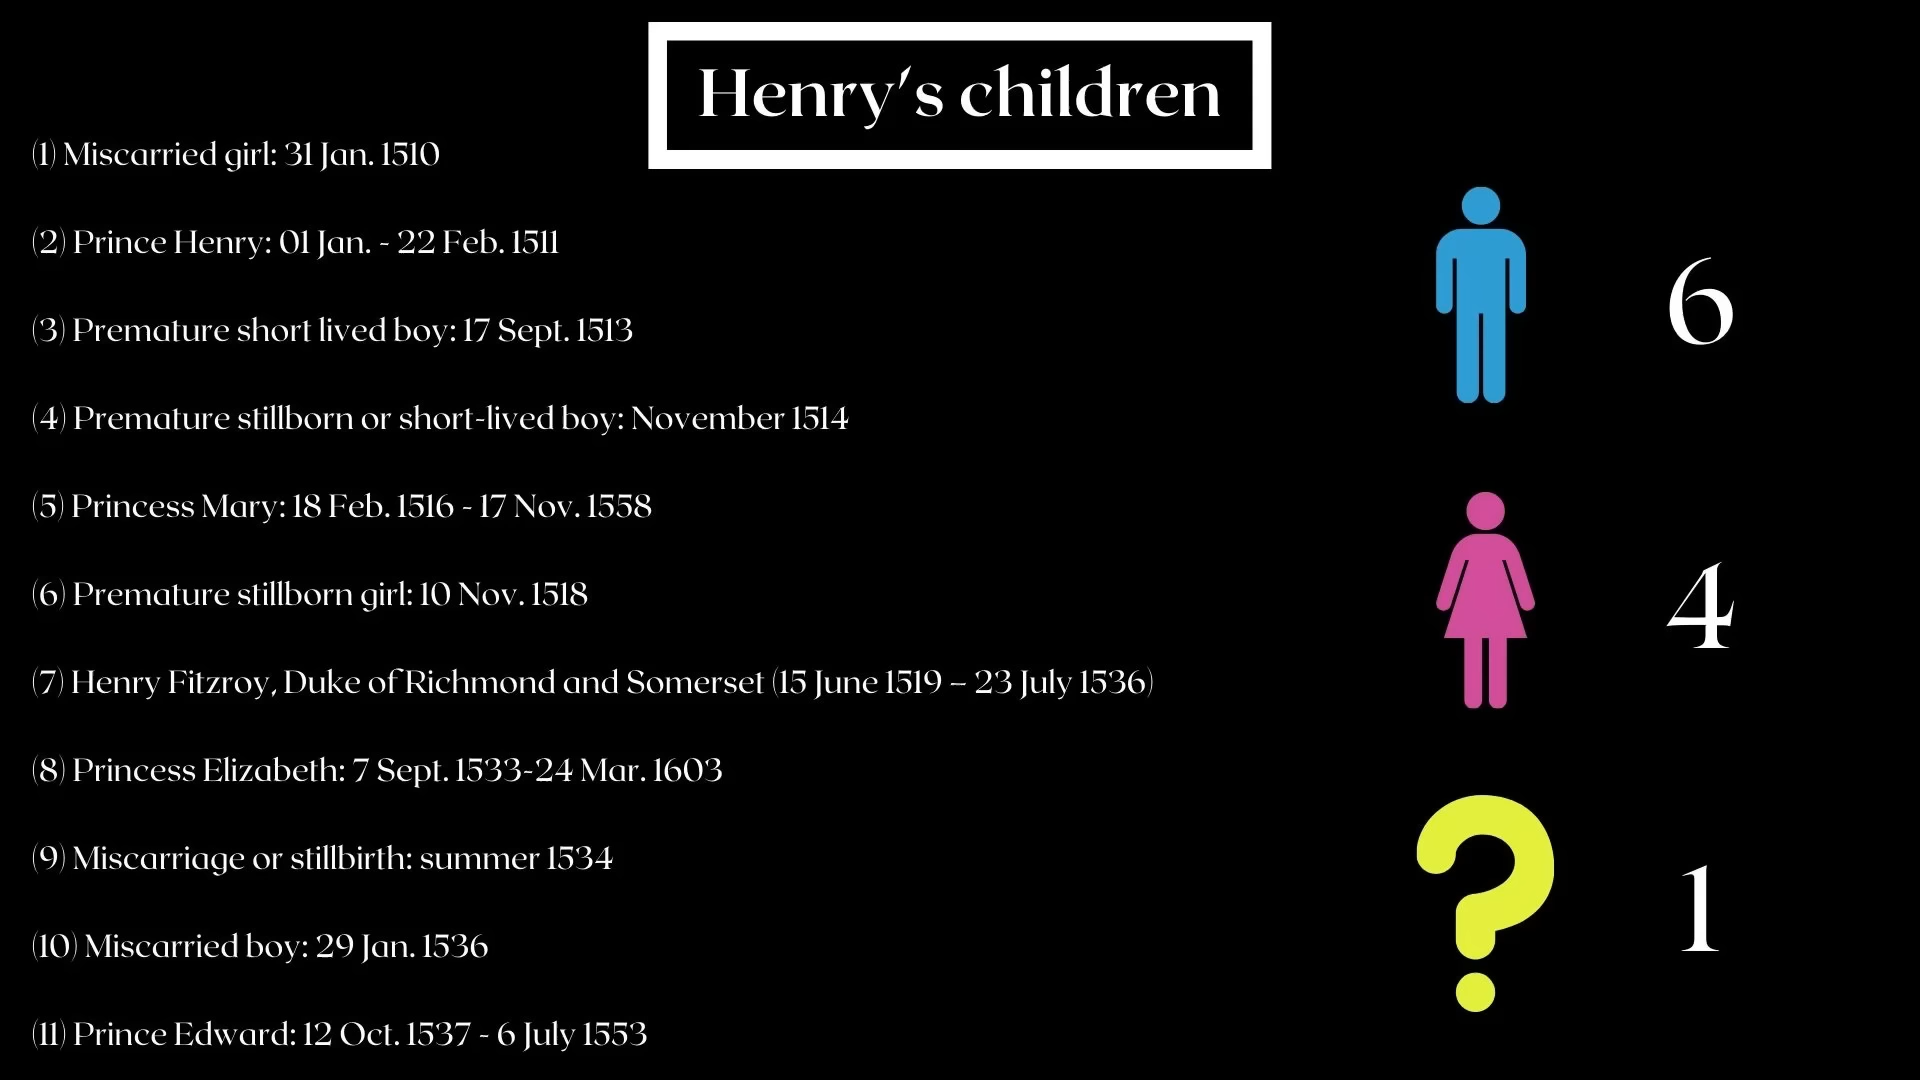 Henry's children
(1) Miscarried girl: 31 Jan. 1510
(2) Prince Henry: 01 Jan. - 22 Feb. 1511
(3) Premature short lived boy: 17 Sept. 1513
(4) Premature stillborn or short-lived boy: November 1514
(5) Princess Mary: 18 Feb. 1516 - 17 Nov. 1558
(6) Premature stillborn girl: 10 Nov. 1518
(7) Henry Fitzroy, Duke of Richmond and Somerset (15 June 1519 – 23 July 1536)
(8) Princess Elizabeth: 7 Sept. 1533-24 Mar. 1603
(9) Miscarriage or stillbirth: summer 1534
(10) Miscarried boy: 29 Jan. 1536
(11) Prince Edward: 12 Oct. 1537 - 6 July 1553
6
4
? 1